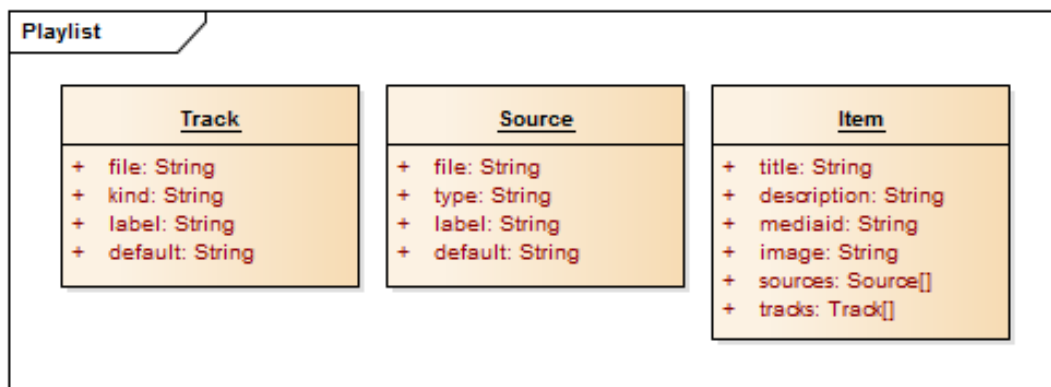 Playlist
Track
+ file: String
+ kind: String
+ label: String
+ default: String
Source
+ file: String
+ type: String
+ label: String
+ default: String
Item
+ title: String
+ description: String
+ mediaid: String
+ image: String
+ sources: Source[]
+ tracks: Track[]